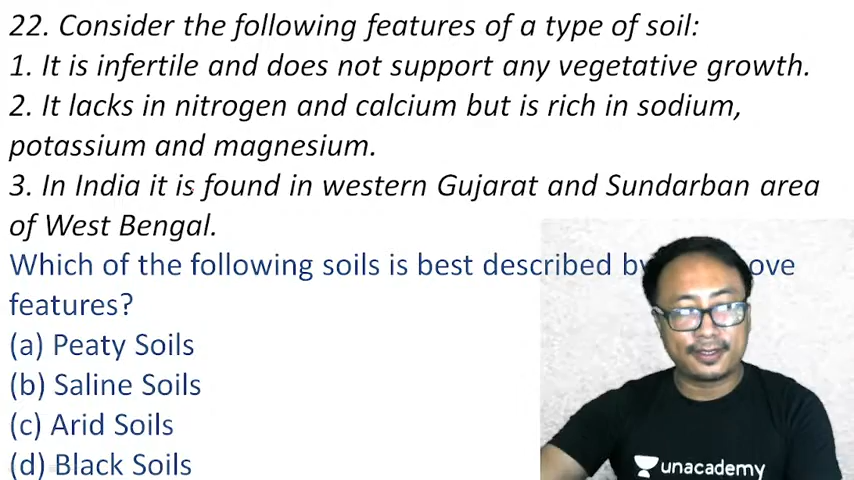 22. Consider the following features of a type of soil:
1. It is infertile and does not support any vegetative growth.
2. It lacks in nitrogen and calcium but is rich in sodium,
potassium and magnesium.
3. In India it is found in western Gujarat and Sundarban area
of West Bengal.
Which of the following soils is best described by ove
features?
(a) Peaty Soils
(b) Saline Soils
(c) Arid Soils
(d) Black Soils
unacademy